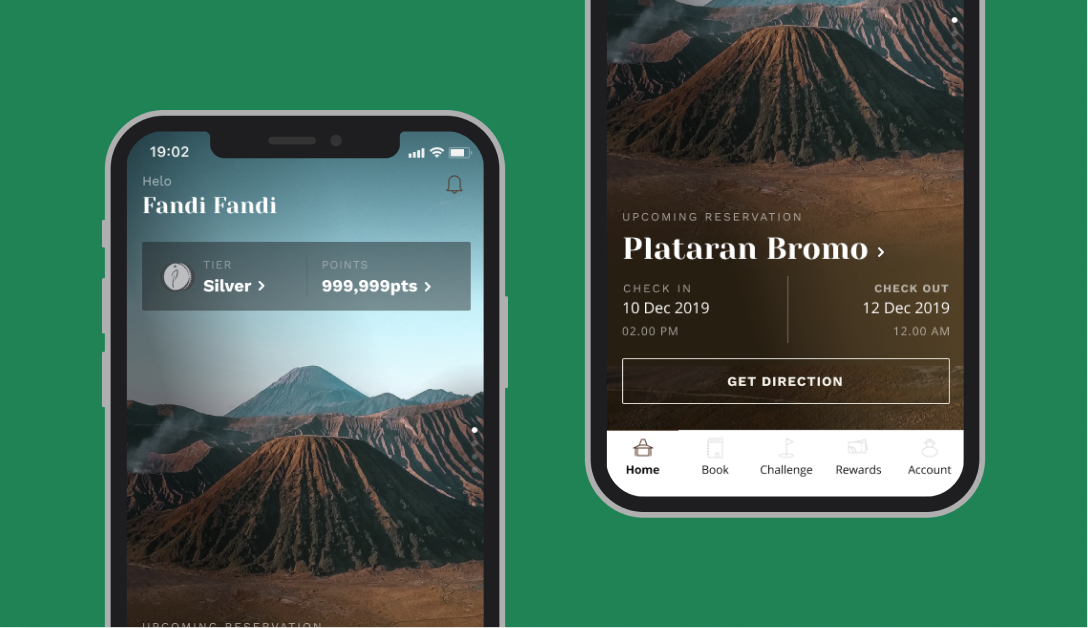 19:02
Helo
Fandi Fandi
TIER
Silver
POINTS
999,999pts
UPCOMING RESERVATION
UPCOMING RESERVATION
Plataran Bromo
CHECK IN
10 Dec 2019
02.00 PM
CHECK OUT
12 Dec 2019
12.00 AM
GET DIRECTION
Home
Book
Challenge
Rewards
Account